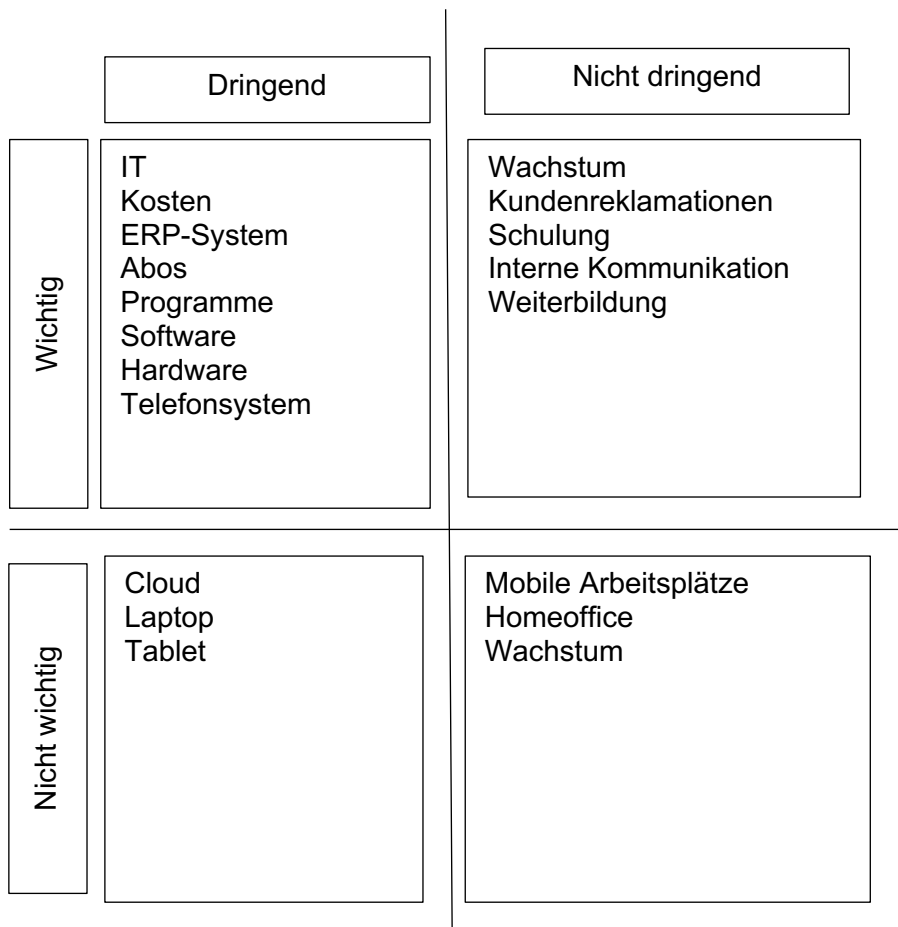 Dringend
Nicht dringend
Wichtig
IT
Kosten
ERP-System
Abos
Programme
Software
Hardware
Telefonsystem
Wachstum
Kundenreklamationen
Schulung
Interne Kommunikation
Weiterbildung
Nicht wichtig
Cloud
Laptop
Tablet
Mobile Arbeitsplätze
Homeoffice
Wachstum